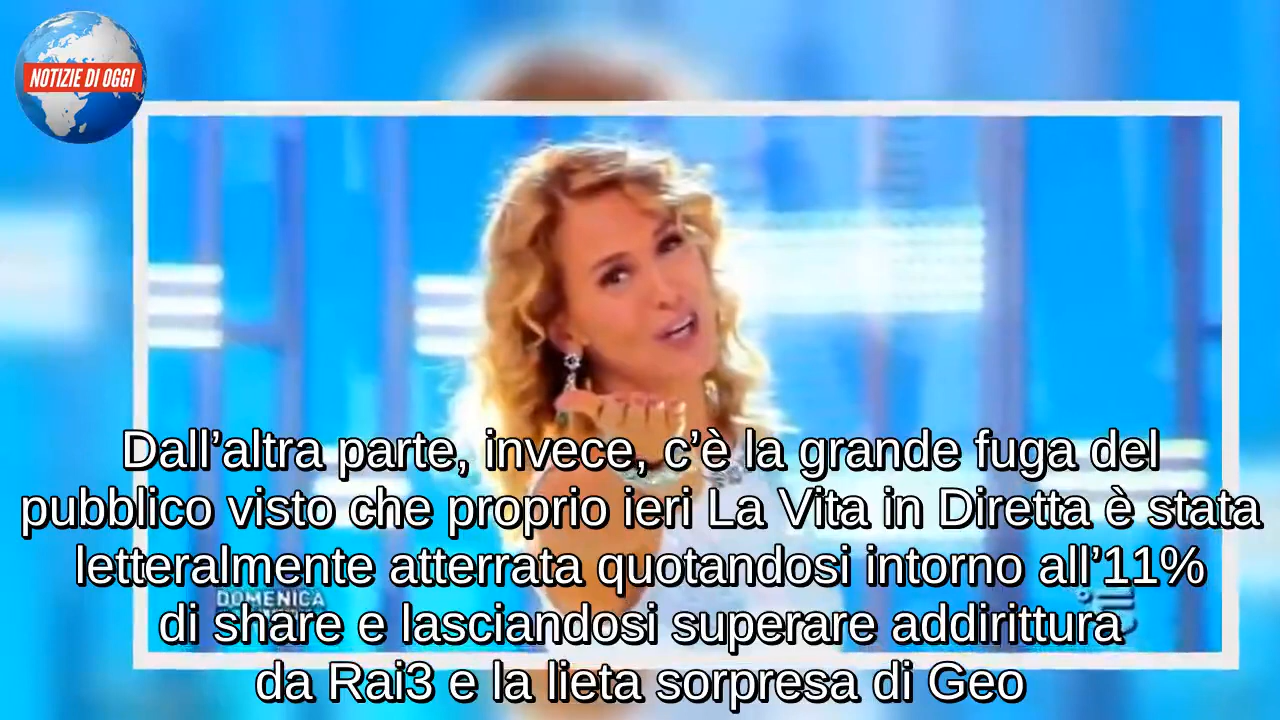 NOTIZIE DI OGGI
Dall’altra parte, invece, c’è la grande fuga del
pubblico visto che proprio ieri La Vita in Diretta è stata
letteralmente atterrata quotandosi intorno all’11%
DOMENICA
di share e lasciandosi superare addirittura
da Rai3 e la lieta sorpresa di Geo